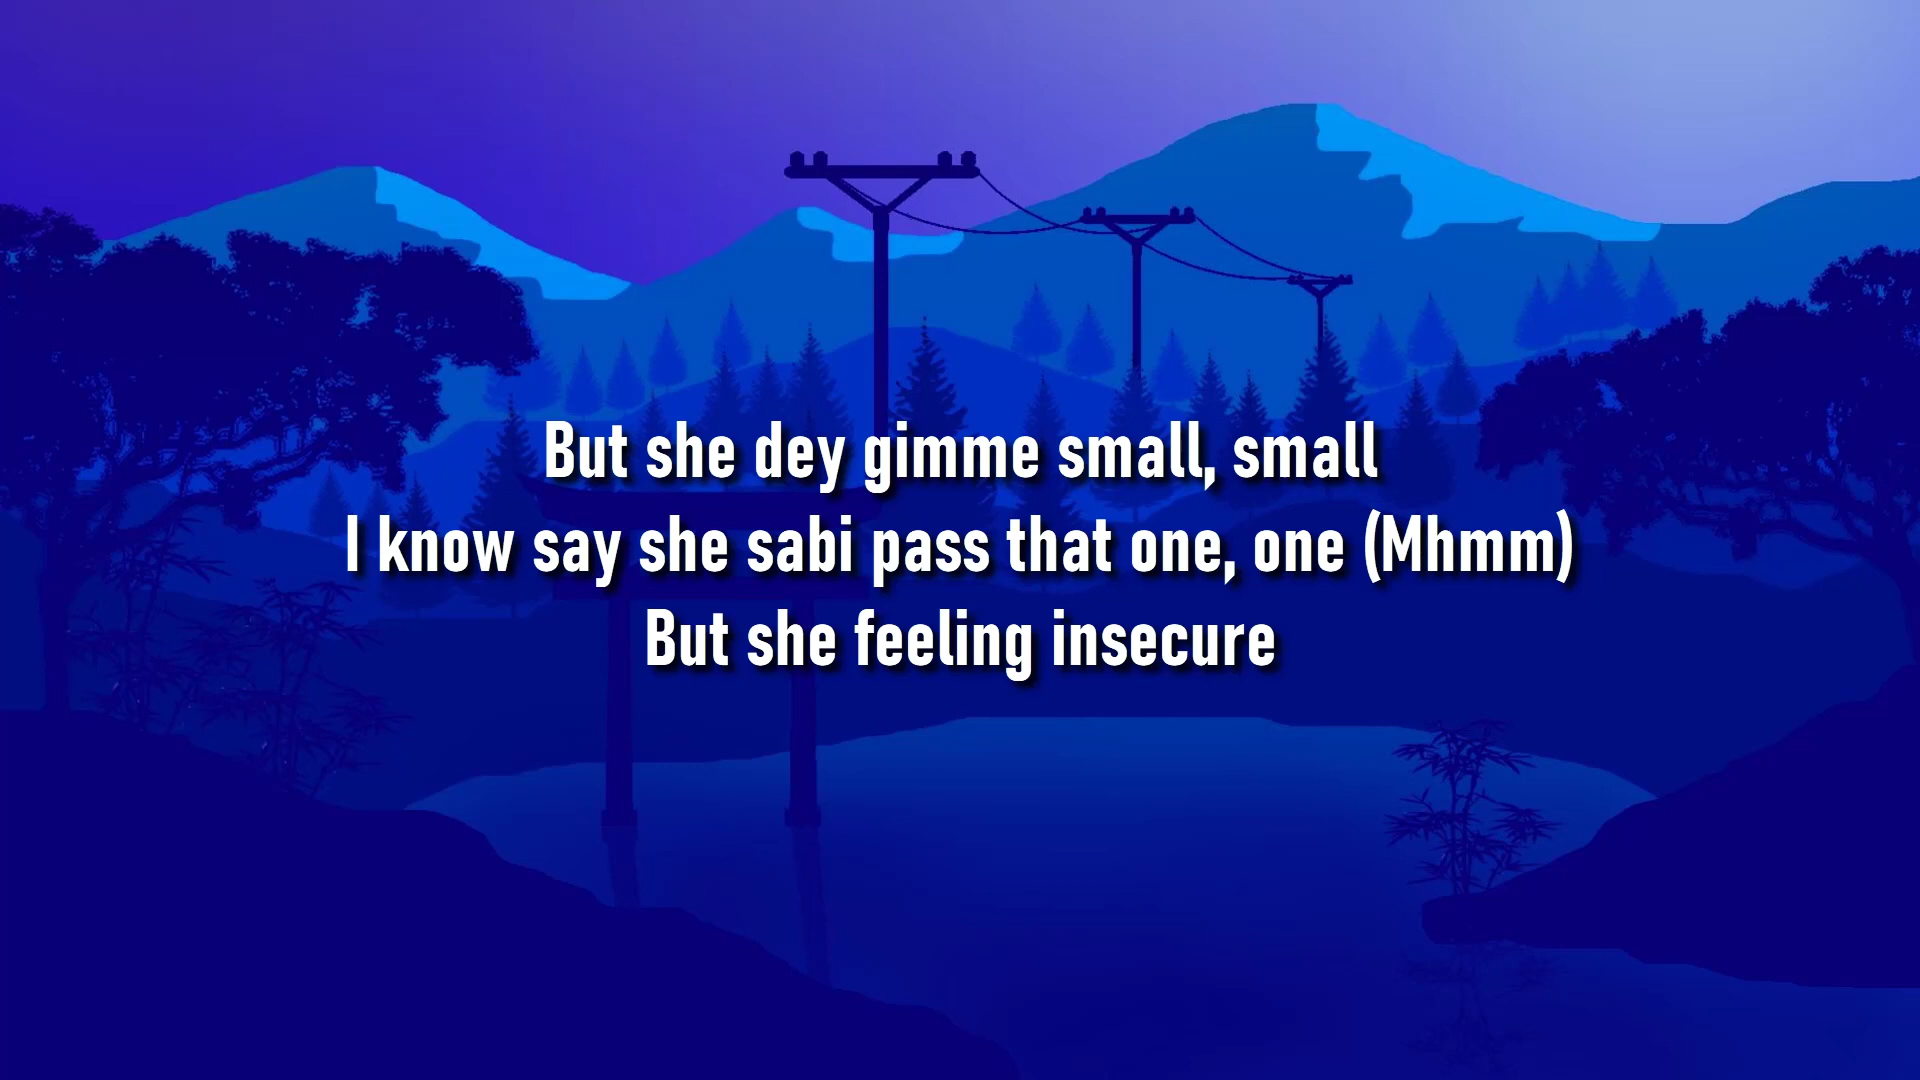 But she dey gimme small, small
I know say she sabi pass that one, one (Mhmm)
But she feeling insecure